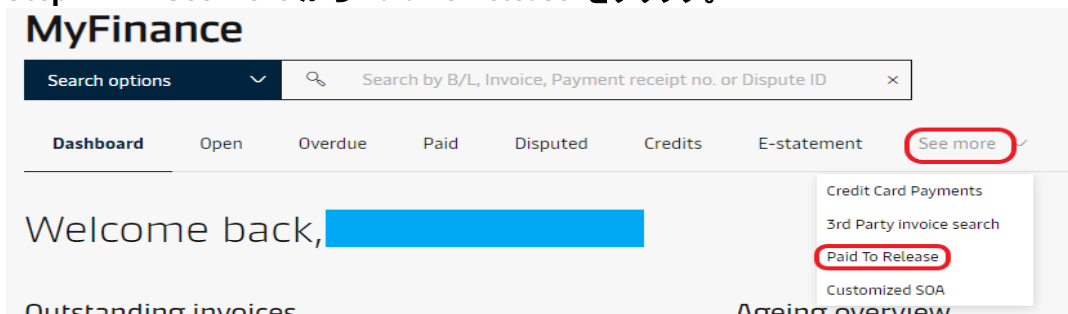 MyFinance
Search options
Search by B/L, Invoice, Payment receipt no. or Dispute ID ×
Dashboard Open Overdue Paid Disputed Credits E-statement See more
Credit Card Payments
Welcome back,
3rd Party invoice search
Paid To Release
Customized SOA
Outstanding invoices
Ageing overview